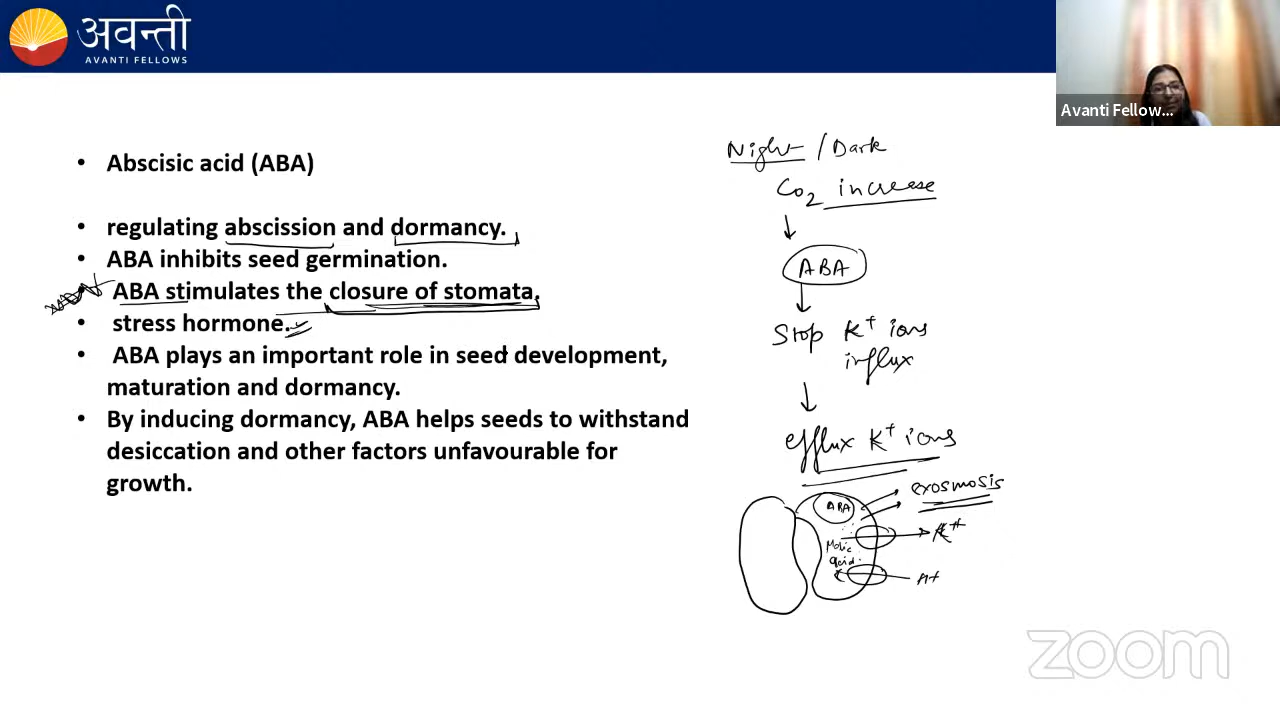 अवन्ती
AVANTI FELLOWS
Avanti Fellow...
• Abscisic acid (ABA)
• regulating abscission and dormancy.
• ABA inhibits seed germination.
• ABA stimulates the closure of stomata.
• stress hormone.
• ABA plays an important role in seed development,
maturation and dormancy.
• By inducing dormancy, ABA helps seeds to withstand
desiccation and other factors unfavourable for
growth.
Night / Dark
CO2 increase
ABA
Stop K+ ions
influx
efflux K+ ions
exosmosis
ABA
K+
Malic
acid
H+
zoom